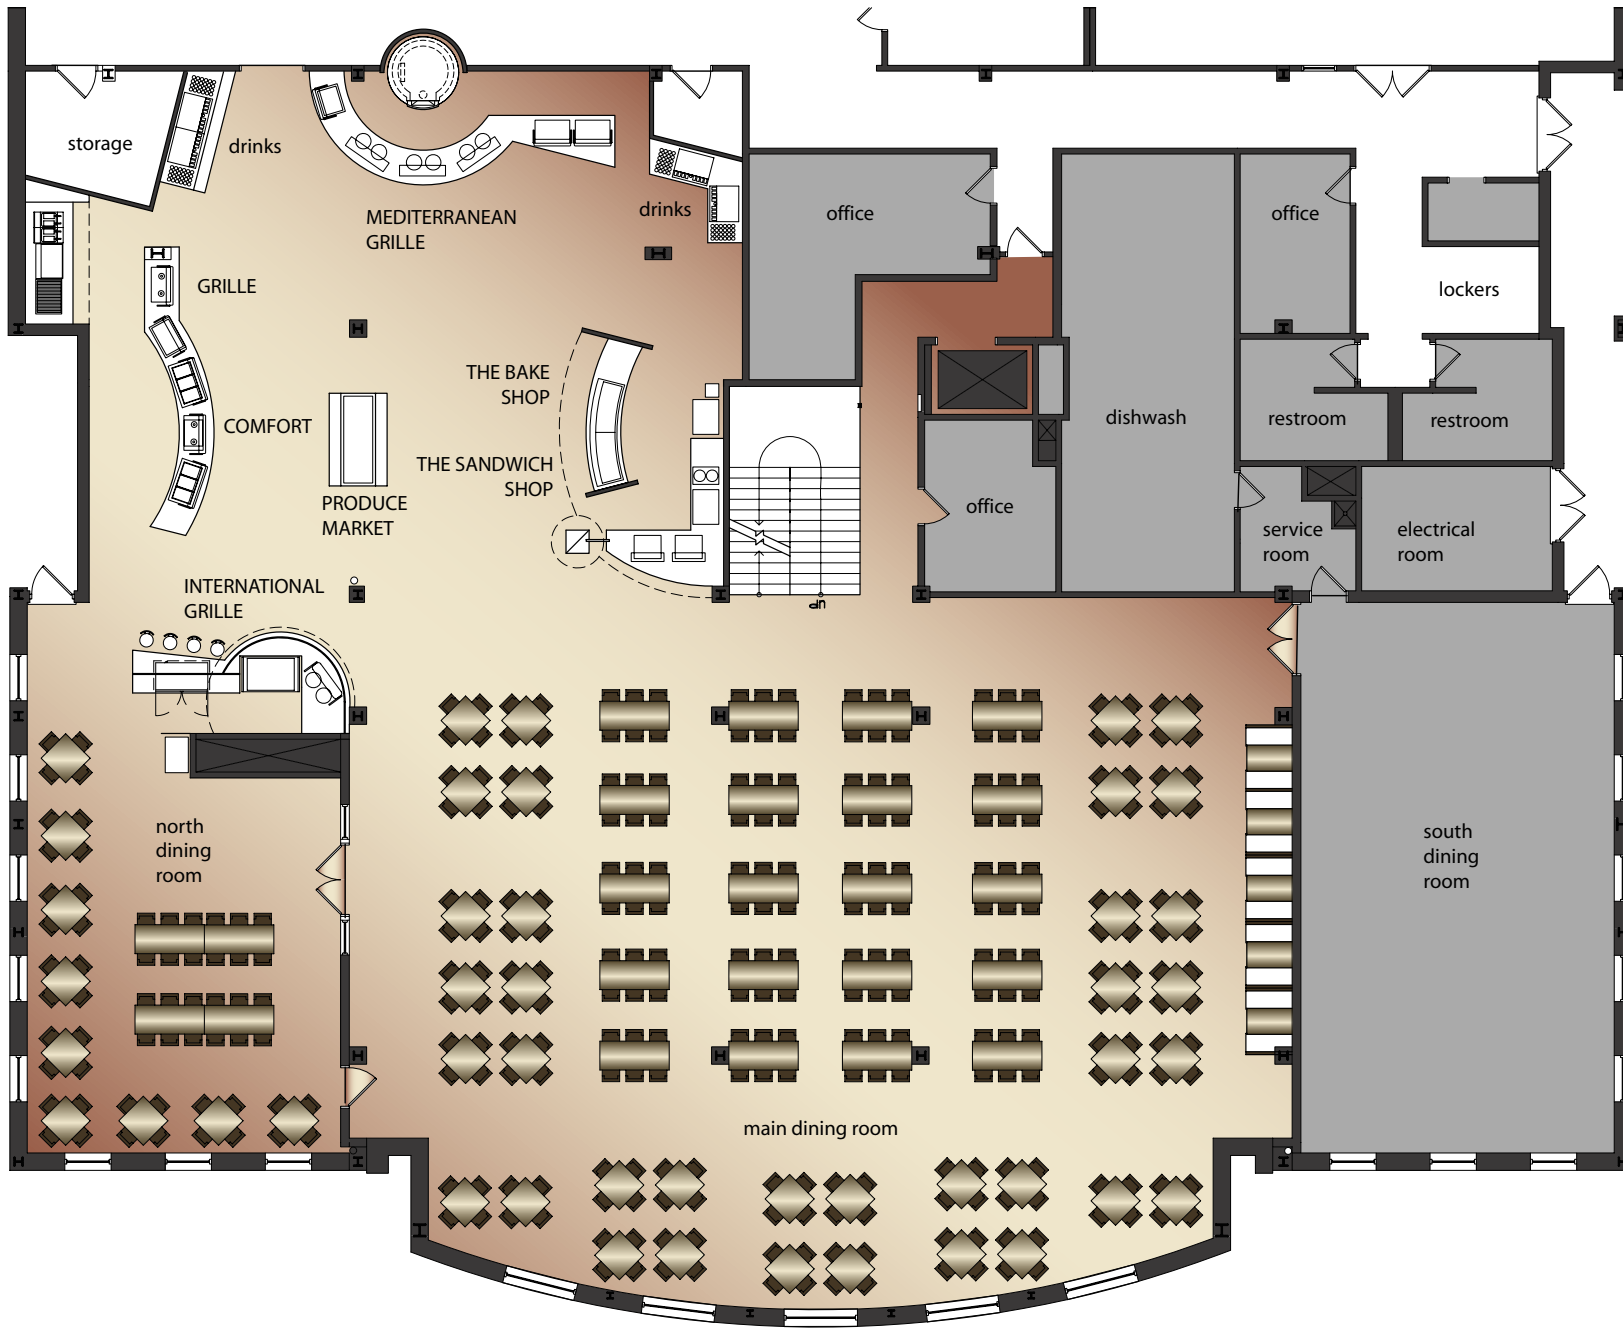 storage
drinks
MEDITERRANEAN
GRILLE
drinks
office
office
lockers
GRILLE
THE BAKE
SHOP
COMFORT
dishwash
restroom
restroom
THE SANDWICH
SHOP
PRODUCE
MARKET
office
service
room
electrical
room
INTERNATIONAL
GRILLE
UP
north
dining
room
south
dining
room
main dining room